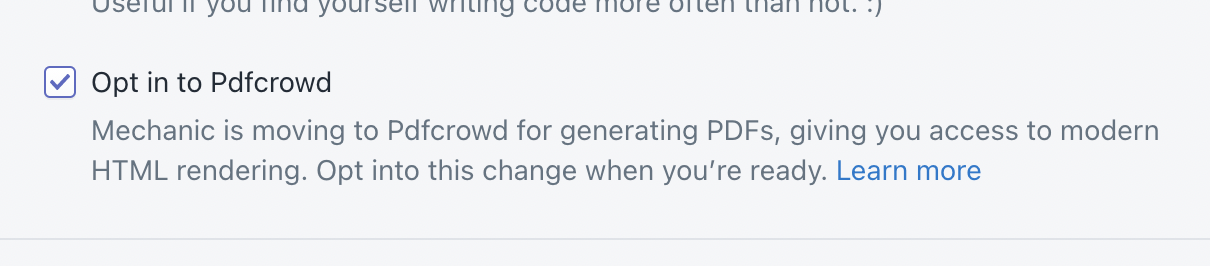 Useful if you find yourself writing code more often than not. :)
Opt in to Pdfcrowd
Mechanic is moving to Pdfcrowd for generating PDFs, giving you access to modern
HTML rendering. Opt into this change when you’re ready. Learn more